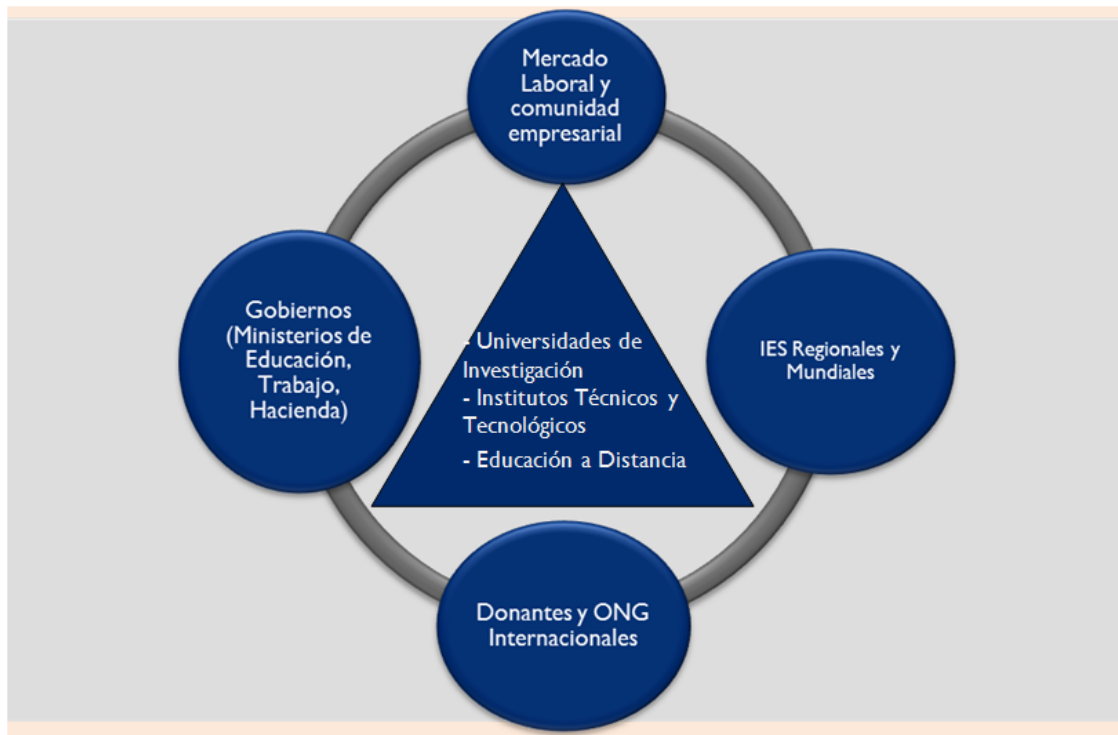 Mercado
Laboral y
comunidad
empresarial
Gobiernos
(Ministerios de
Educación,
Trabajo,
Hacienda)
- Universidades de
Investigación
- Institutos Técnicos y
Tecnológicos
- Educación a Distancia
IES Regionales y
Mundiales
Donantes y ONG
Internacionales